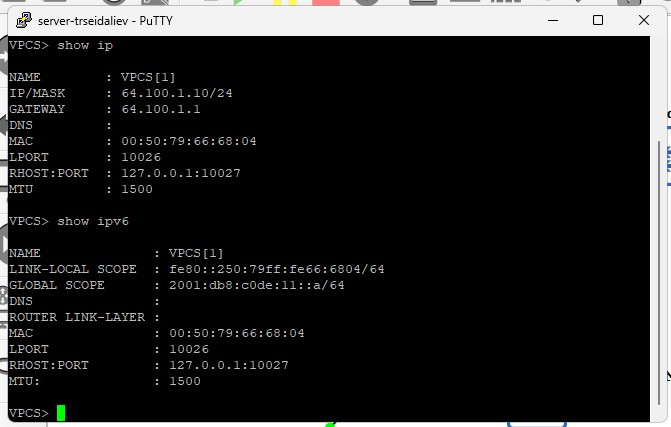 server-trseidaliev - PuTTY
VPCS> show ip
NAME : VPCS[1]
IP/MASK : 64.100.1.10/24
GATEWAY : 64.100.1.1
DNS :
MAC : 00:50:79:66:68:04
LPORT : 10026
RHOST:PORT : 127.0.0.1:10027
MTU : 1500
VPCS> show ipv6
NAME : VPCS[1]
LINK-LOCAL SCOPE : fe80::250:79ff:fe66:6804/64
GLOBAL SCOPE : 2001:db8:c0de:11::a/64
DNS :
ROUTER LINK-LAYER :
MAC : 00:50:79:66:68:04
LPORT : 10026
RHOST:PORT : 127.0.0.1:10027
MTU: : 1500
VPCS>